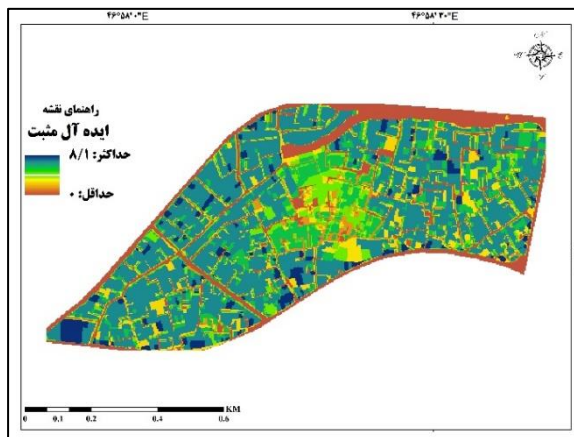 ۴۶°۵۸' ۰"E ۴۶°۵۸' ۳۰"E
راهنمای نقشه
ایده آل مثبت
حداکثر: ۸/۱
حداقل: ۰
KM
0 0.1 0.2 0.4 0.6